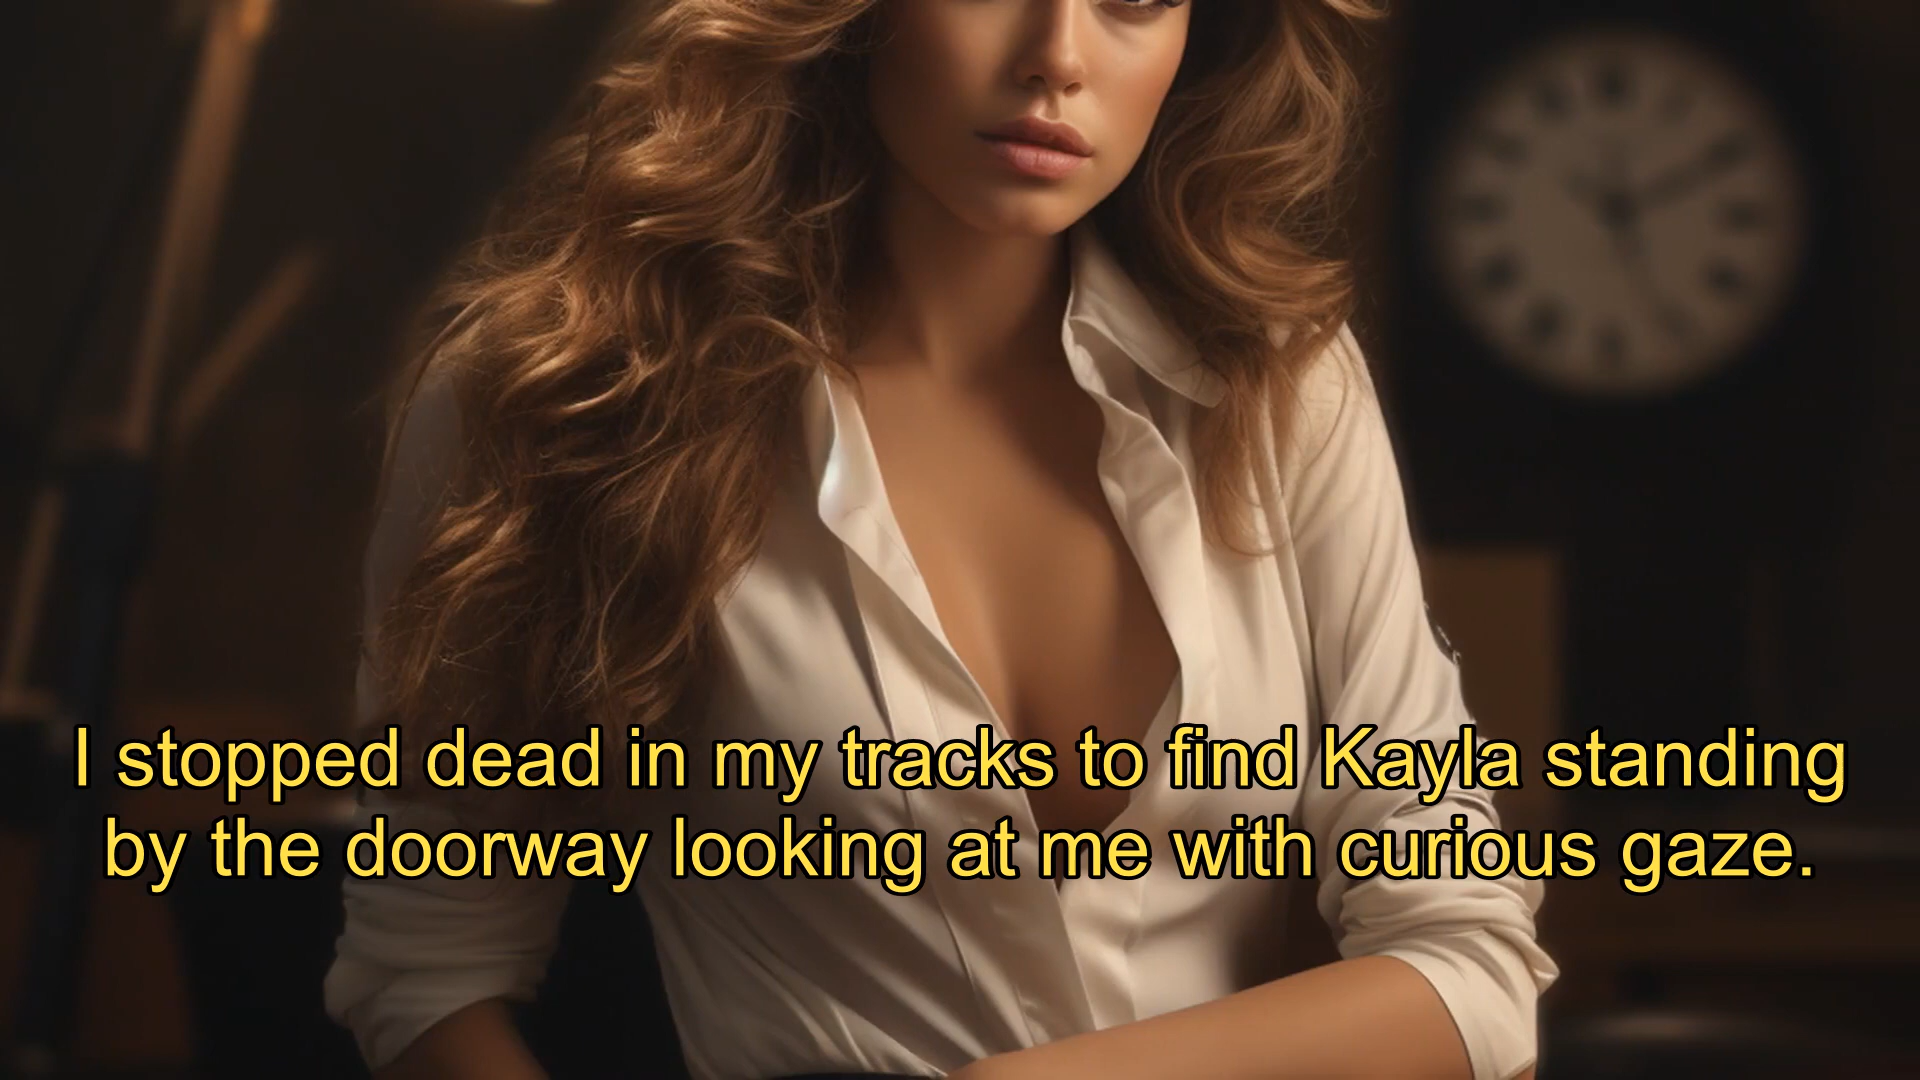 I stopped dead in my tracks to find Kayla standing
by the doorway looking at me with curious gaze.